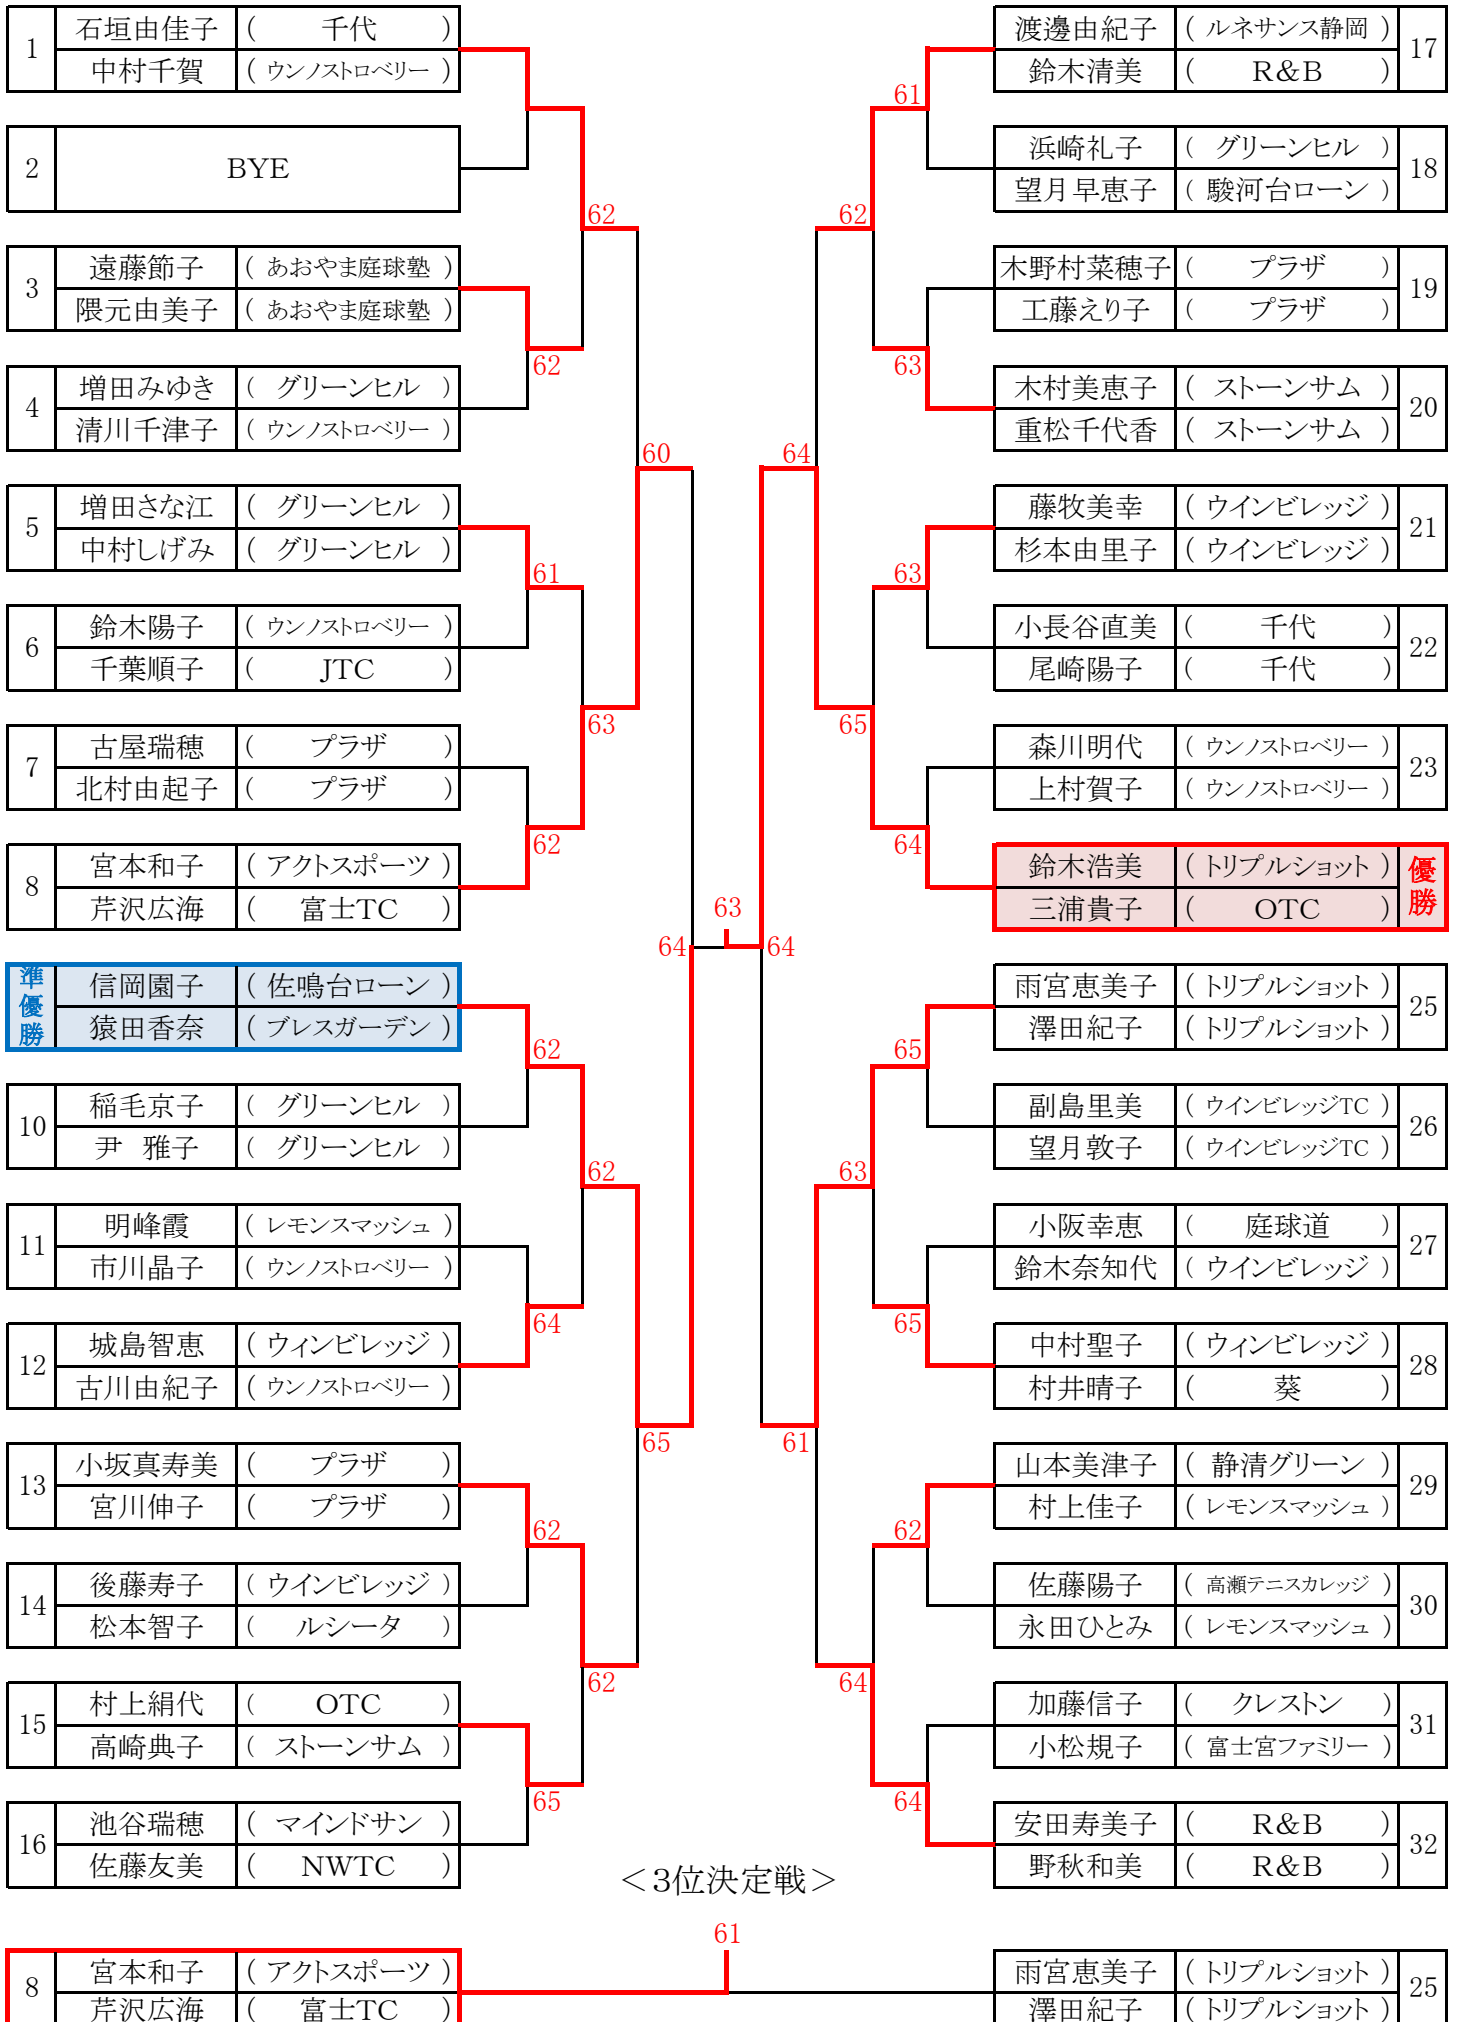 1 石垣由佳子 ( 千代 )
中村千賀 ( ウンノストロベリー )
2 BYE
62
3 遠藤節子 ( あおやま庭球塾 )
隈元由美子 ( あおやま庭球塾 )
62
4 増田みゆき ( グリーンヒル )
清川千津子 ( ウンノストロベリー )
60
5 増田さな江 ( グリーンヒル )
中村しげみ ( グリーンヒル )
61
6 鈴木陽子 ( ウンノストロベリー )
千葉順子 ( JTC )
63
7 古屋瑞穂 ( プラザ )
北村由起子 ( プラザ )
62
8 宮本和子 ( アクトスポーツ )
芹沢広海 ( 富士TC )
64
準優勝 信岡園子 ( 佐鳴台ローン )
猿田香奈 ( ブレスガーデン )
62
10 稲毛京子 ( グリーンヒル )
尹 雅子 ( グリーンヒル )
62
11 明峰霞 ( レモンスマッシュ )
市川晶子 ( ウンノストロベリー )
64
12 城島智恵 ( ウィンビレッジ )
古川由紀子 ( ウンノストロベリー )
65
13 小坂真寿美 ( プラザ )
宮川伸子 ( プラザ )
62
14 後藤寿子 ( ウインビレッジ )
松本智子 ( ルシータ )
62
15 村上絹代 ( OTC )
高崎典子 ( ストーンサム )
65
16 池谷瑞穂 ( マインドサン )
佐藤友美 ( NWTC )
63
渡邊由紀子 ( ルネサンス静岡 ) 17
鈴木清美 ( R&B )
61
浜崎礼子 ( グリーンヒル ) 18
望月早恵子 ( 駿河台ローン )
62
木野村菜穂子 ( プラザ ) 19
工藤えり子 ( プラザ )
63
木村美恵子 ( ストーンサム ) 20
重松千代香 ( ストーンサム )
64
藤牧美幸 ( ウインビレッジ ) 21
杉本由里子 ( ウインビレッジ )
63
小長谷直美 ( 千代 ) 22
尾崎陽子 ( 千代 )
65
森川明代 ( ウンノストロベリー ) 23
上村賀子 ( ウンノストロベリー )
64
鈴木浩美 ( トリプルショット ) 優勝
三浦貴子 ( OTC )
64
雨宮恵美子 ( トリプルショット ) 25
澤田紀子 ( トリプルショット )
65
副島里美 ( ウインビレッジTC ) 26
望月敦子 ( ウインビレッジTC )
63
小阪幸恵 ( 庭球道 ) 27
鈴木奈知代 ( ウインビレッジ )
65
中村聖子 ( ウィンビレッジ ) 28
村井晴子 ( 葵 )
61
山本美津子 ( 静清グリーン ) 29
村上佳子 ( レモンスマッシュ )
62
佐藤陽子 ( 高瀬テニスカレッジ ) 30
永田ひとみ ( レモンスマッシュ )
64
加藤信子 ( クレストン ) 31
小松規子 ( 富士宮ファミリー )
64
安田寿美子 ( R&B ) 32
野秋和美 ( R&B )
＜3位決定戦＞
61
8 宮本和子 ( アクトスポーツ )
芹沢広海 ( 富士TC )
雨宮恵美子 ( トリプルショット ) 25
澤田紀子 ( トリプルショット )